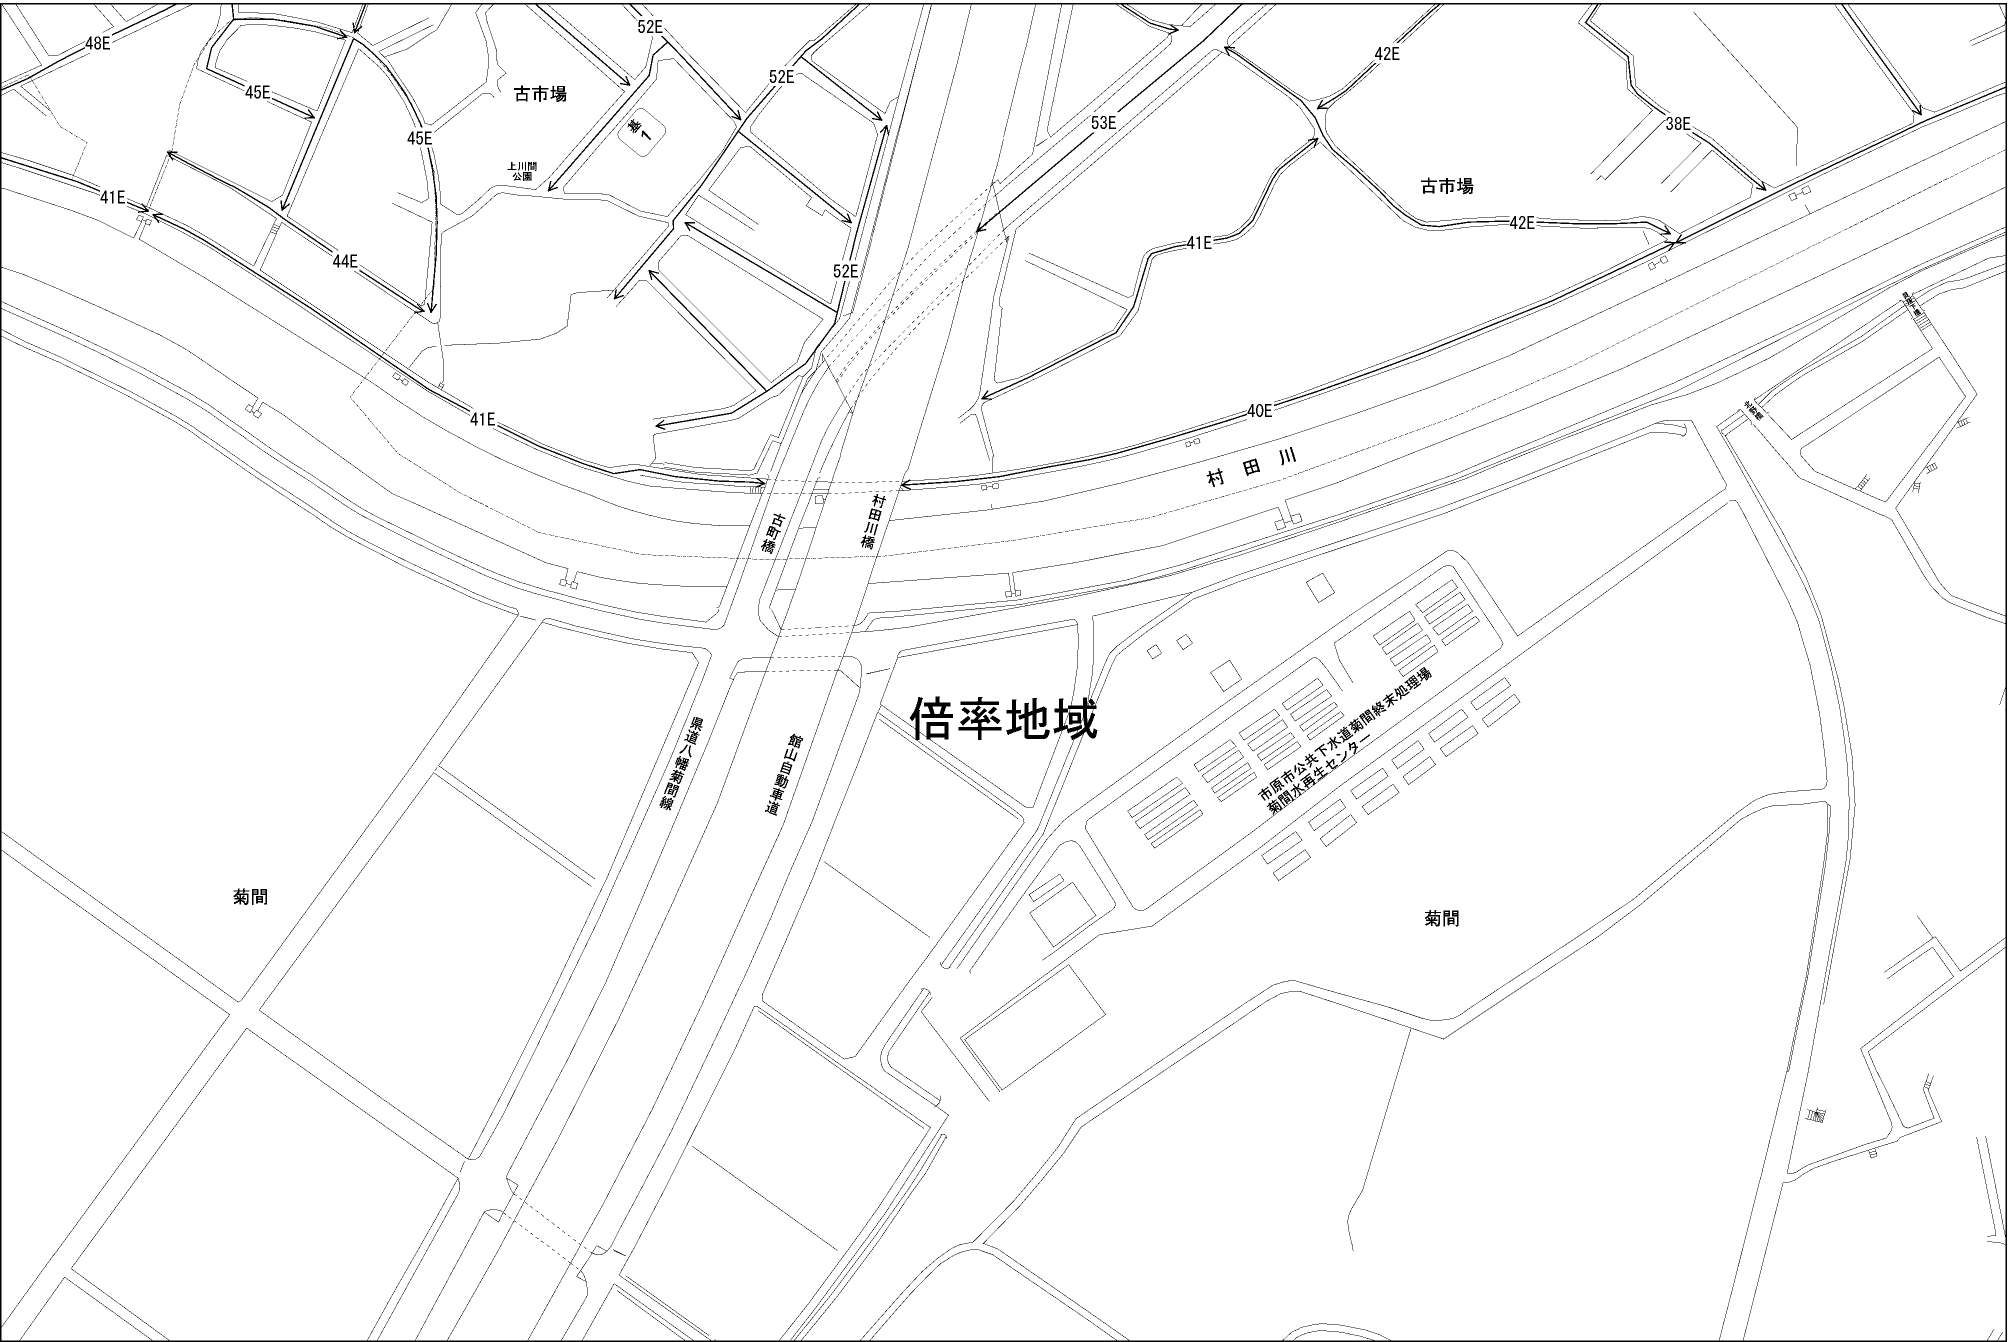 48E
52E
42E
52E
45E
古市場
53E
38E
基
1
45E
上川間
公園
古市場
41E
42E
41E
44E
52E
40E
41E
村田川
村田川橋
古町橋
倍率地域
市原市公共下水道菊間終末処理場
菊間水再生センター
県道八幡菊間線
館山自動車道
菊間
菊間